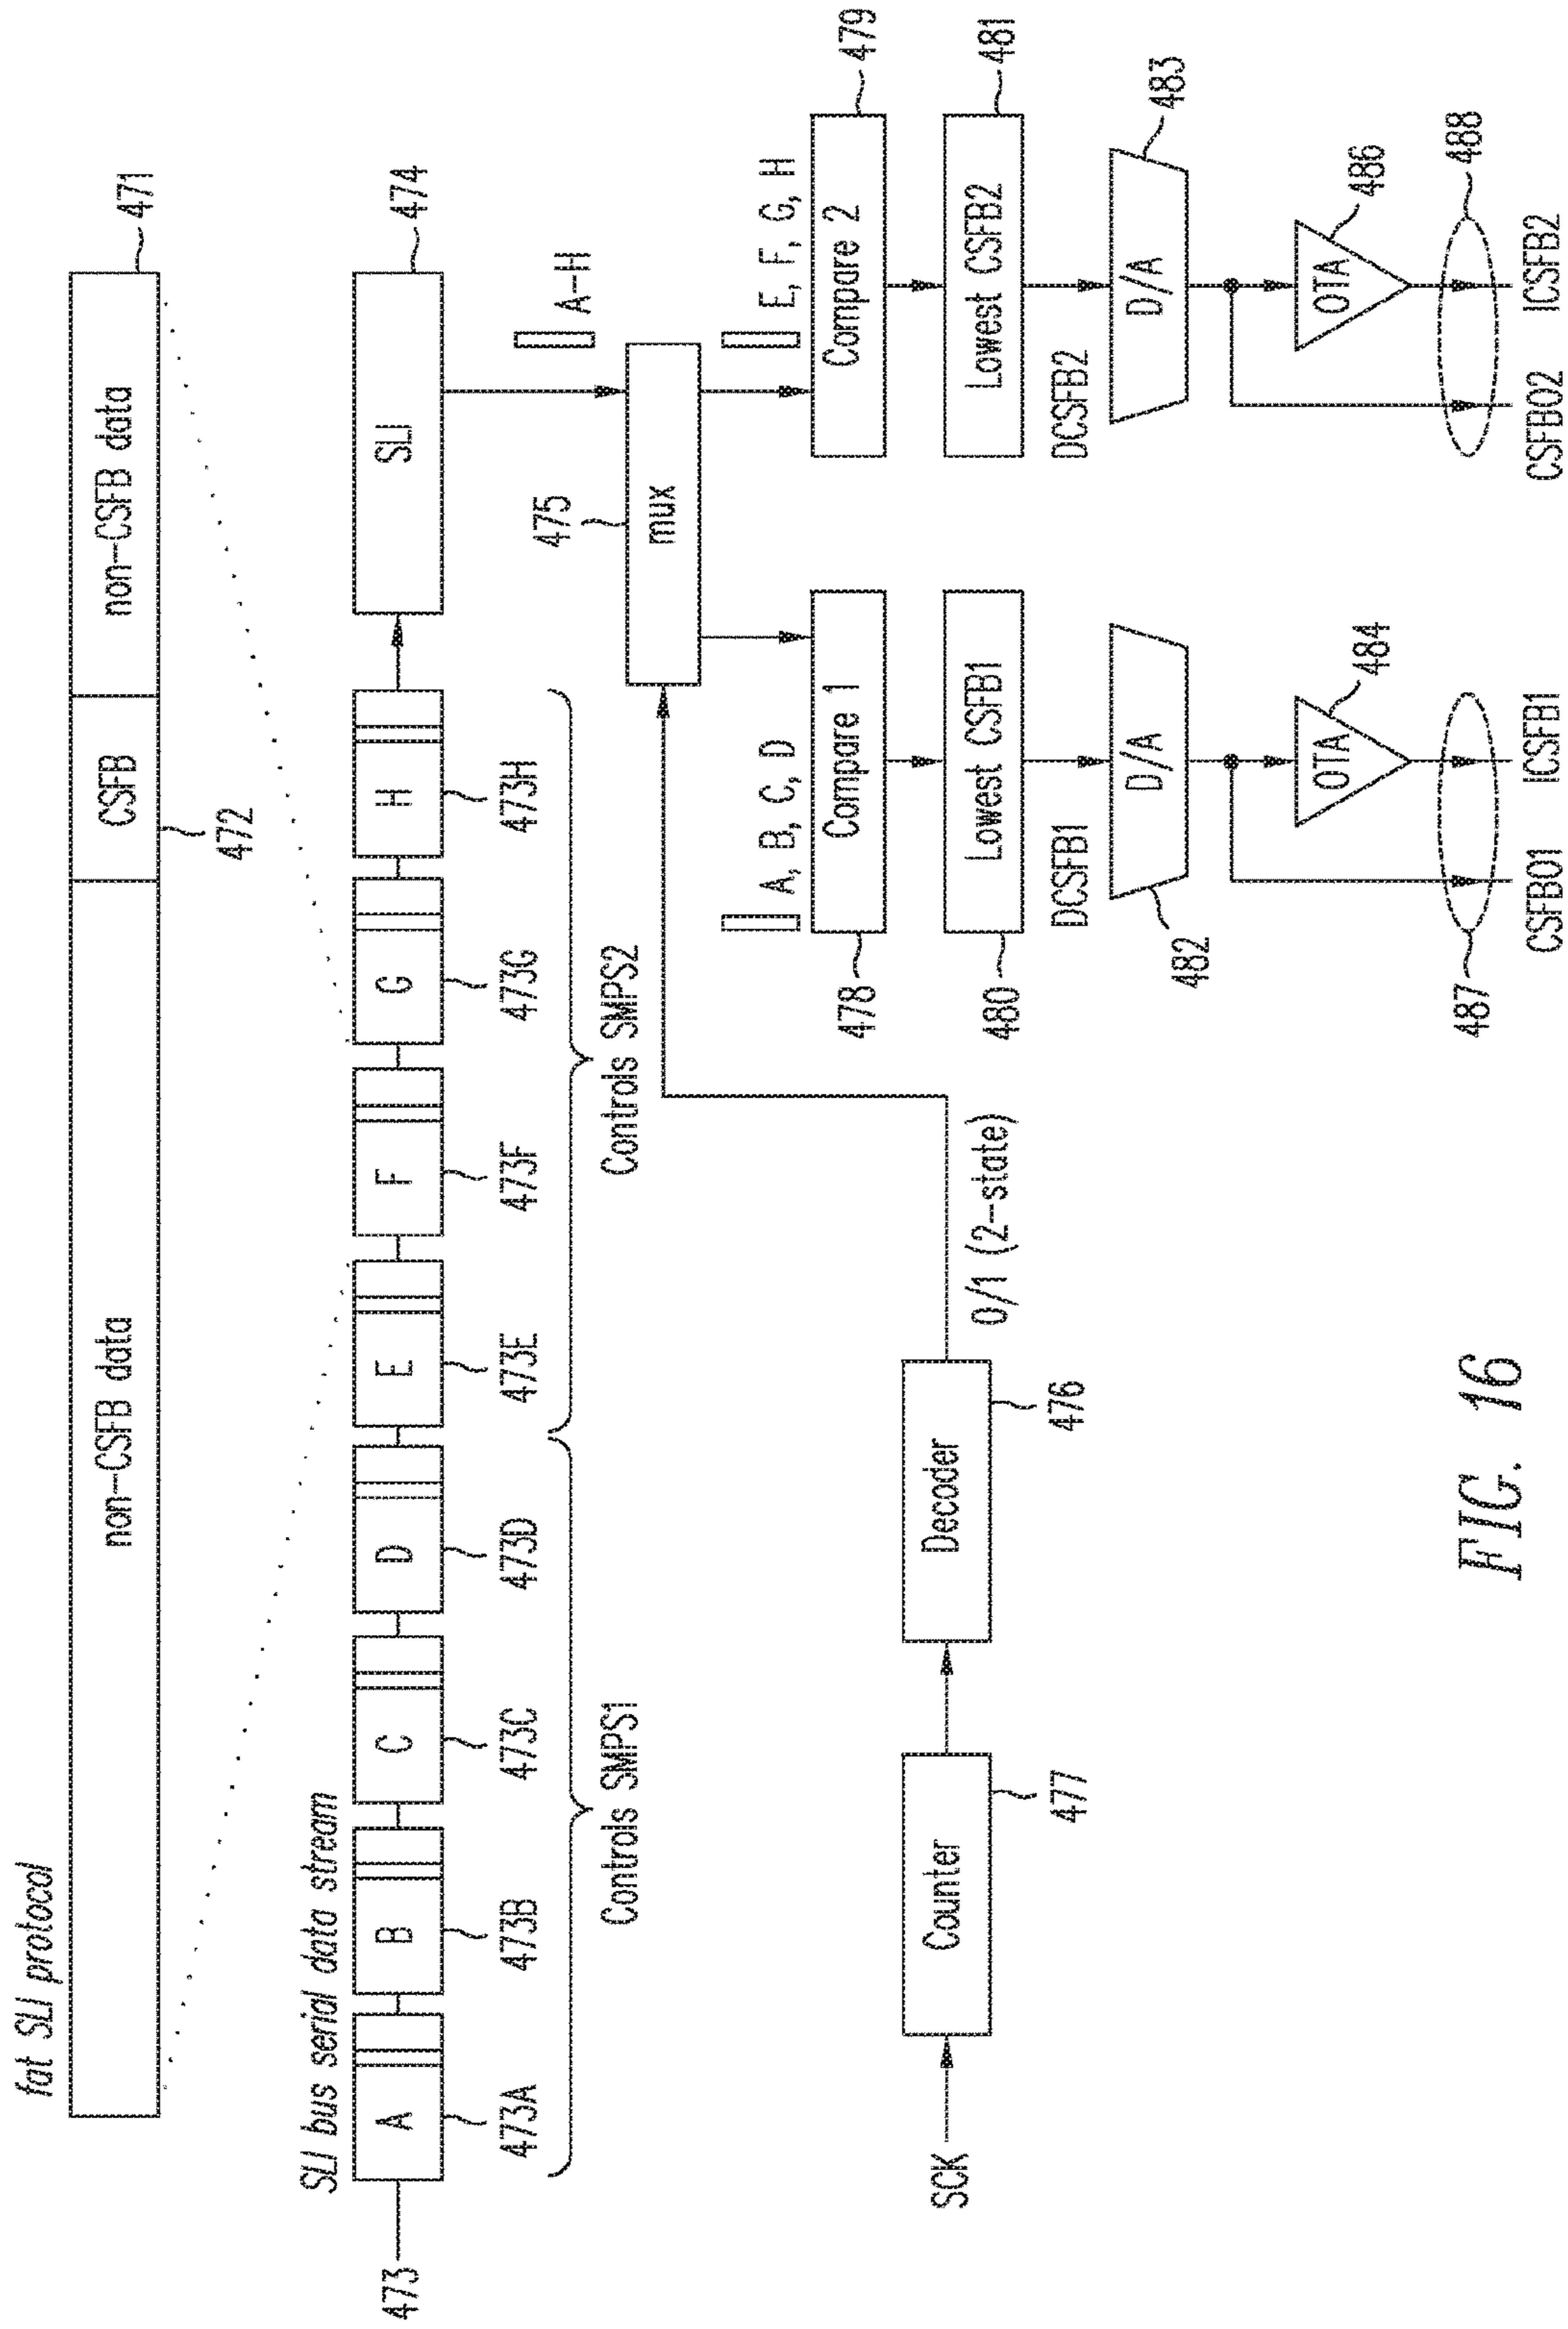 fat SLI protocol
non-CSFB data
CSFB
non-CSFB data
471
472
SLI bus serial data stream
473
A
B
C
D
E
F
G
H
SLI
474
473A
473B
473C
473D
473E
473F
473G
473H
Controls SMPS1
Controls SMPS2
A-H
475
mux
SCK
Counter
477
Decoder
476
0/1 (2-state)
A, B, C, D
E, F, G, H
478
Compare 1
Compare 2
479
480
Lowest CSFB1
Lowest CSFB2
481
DCSFB1
DCSFB2
482
D/A
D/A
483
OTA
484
OTA
486
487
488
CSFBO1
ICSFB1
CSFBO2
ICSFB2
FIG. 16